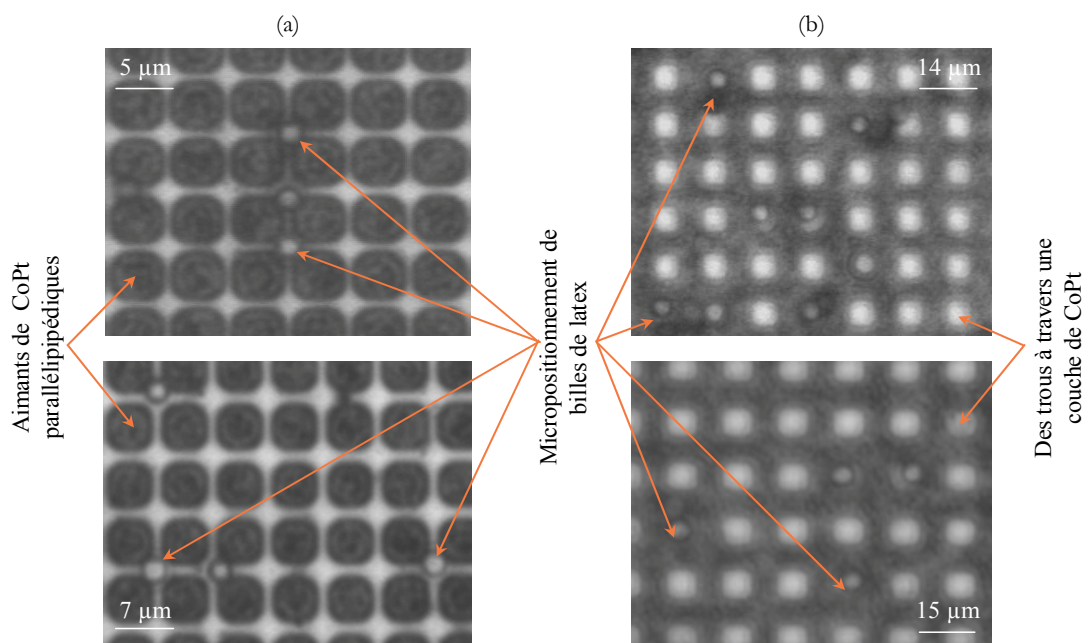 (a)
(b)
5 µm
14 µm
Aimants de CoPt
parallélipipédiques
Micropositionnement de
billes de latex
Des trous à travers une
couche de CoPt
7 µm
15 µm